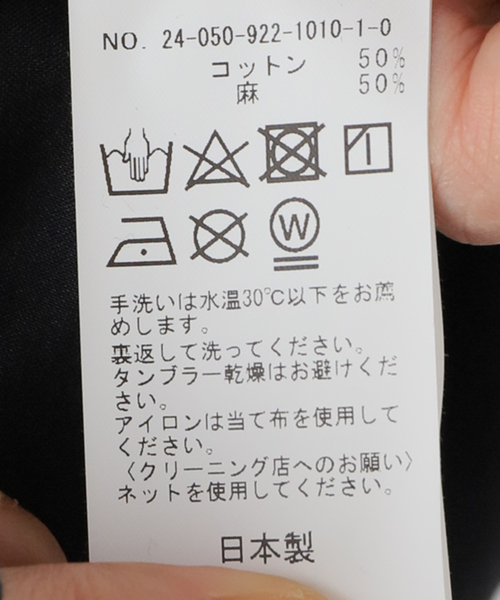 NO. 24-050-922-1010-1-0
コットン 50%
麻 50%
W
手洗いは水温30℃以下をお薦
めします。
裏返して洗ってください。
タンブラー乾燥はお避けくだ
さい。
アイロンは当て布を使用して
ください。
〈クリーニング店へのお願い〉
ネットを使用してください。
日本製